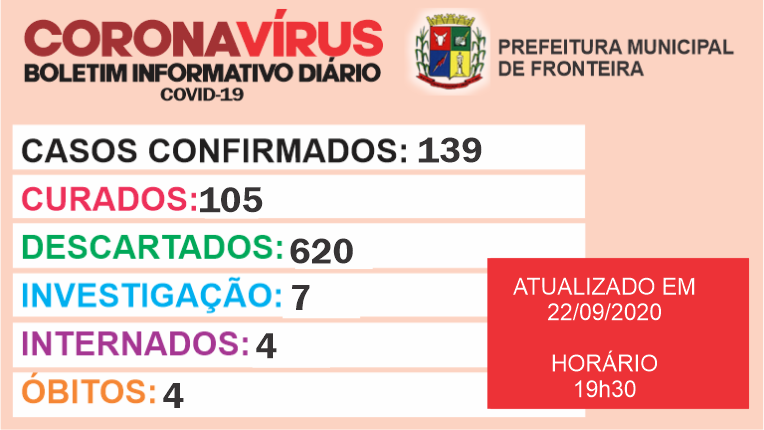 CORONAVÍRUS
BOLETIM INFORMATIVO DIÁRIO
COVID-19
PREFEITURA MUNICIPAL
DE FRONTEIRA
CASOS CONFIRMADOS: 139
CURADOS:105
DESCARTADOS: 620
INVESTIGAÇÃO: 7
INTERNADOS: 4
ÓBITOS: 4
ATUALIZADO EM
22/09/2020
HORÁRIO
19h30